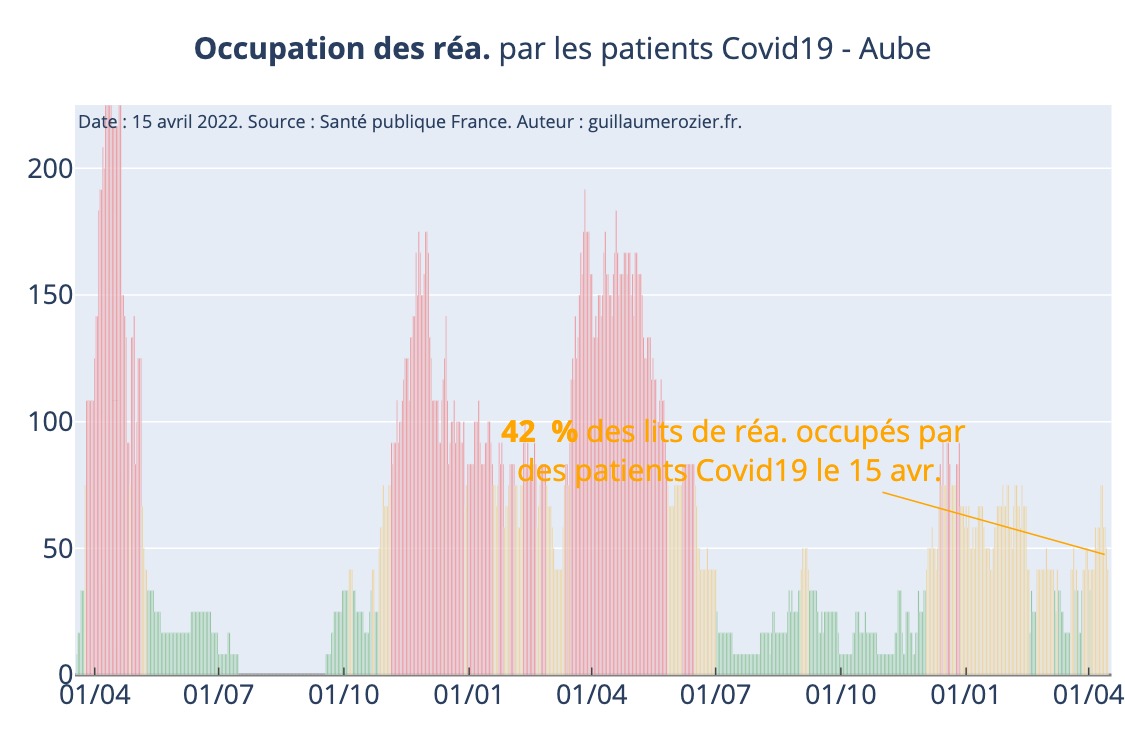 Occupation des réa. par les patients Covid19 - Aube
Date : 15 avril 2022. Source : Santé publique France. Auteur : guillaumerozier.fr.
200
150
100
50
0
42 % des lits de réa. occupés par
des patients Covid19 le 15 avr.
01/04 01/07 01/10 01/01 01/04 01/07 01/10 01/01 01/04